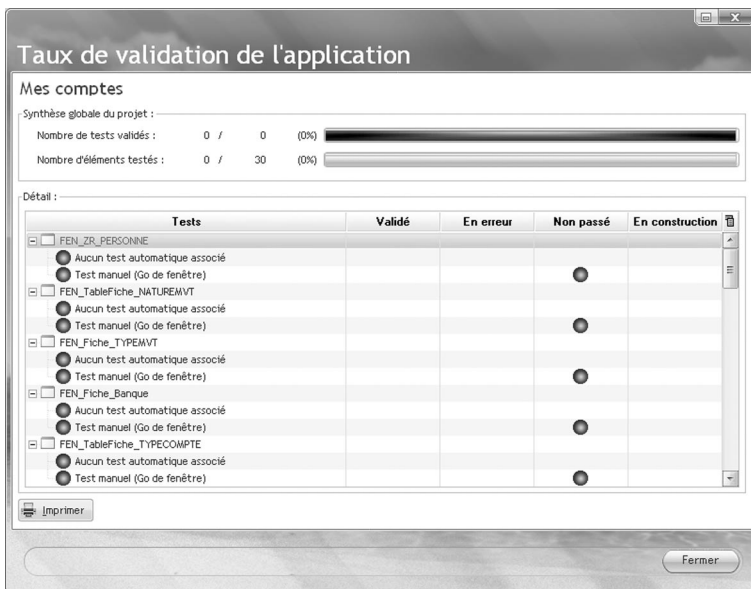 Taux de validation de l'application
Mes comptes
Synthèse globale du projet :
Nombre de tests validés : 0 / 0 (0%)
Nombre d'éléments testés : 0 / 30 (0%)
Détail :
Tests Validé En erreur Non passé En construction
FEN_ZR_PERSONNE
Aucun test automatique associé
Test manuel (Go de fenêtre)
FEN_TableFiche_NATUREMVT
Aucun test automatique associé
Test manuel (Go de fenêtre)
FEN_Fiche_TYPEMVT
Aucun test automatique associé
Test manuel (Go de fenêtre)
FEN_Fiche_Banque
Aucun test automatique associé
Test manuel (Go de fenêtre)
FEN_TableFiche_TYPECOMPTE
Aucun test automatique associé
Test manuel (Go de fenêtre)
Imprimer
Fermer